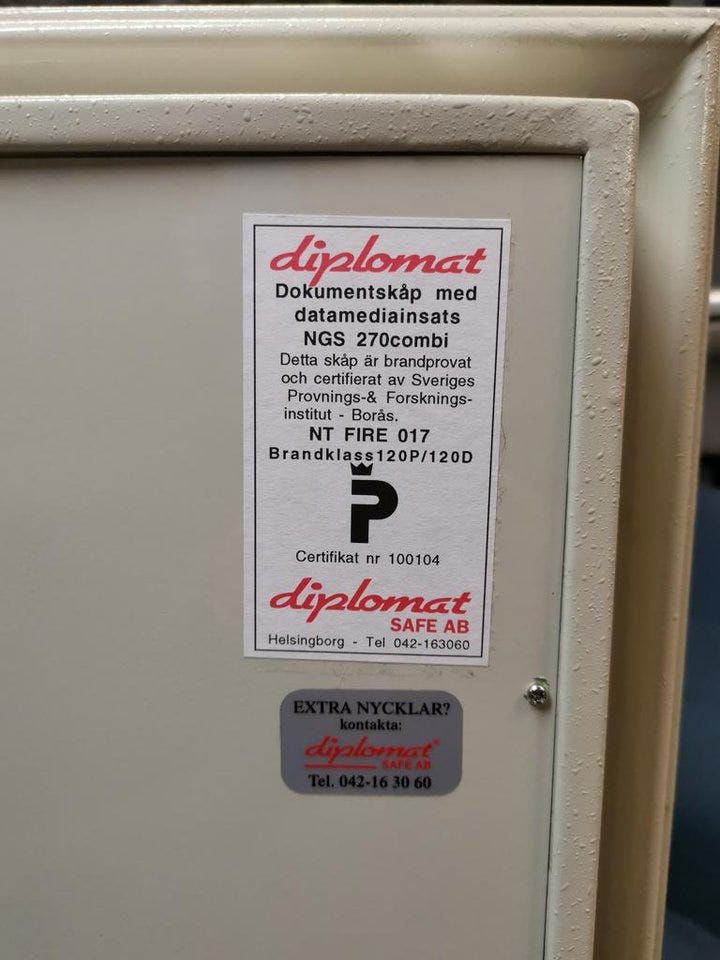 diplomat
Dokumentskåp med
datamediainsats
NGS 270combi
Detta skåp är brandprovat
och certifierat av Sveriges
Provnings-& Forsknings-
institut - Borås.
NT FIRE 017
Brandklass120P/120D
P
Certifikat nr 100104
diplomat
SAFE AB
Helsingborg - Tel 042-163060
EXTRA NYCKLAR?
kontakta:
diplomat®
SAFE AB
Tel. 042-16 30 60